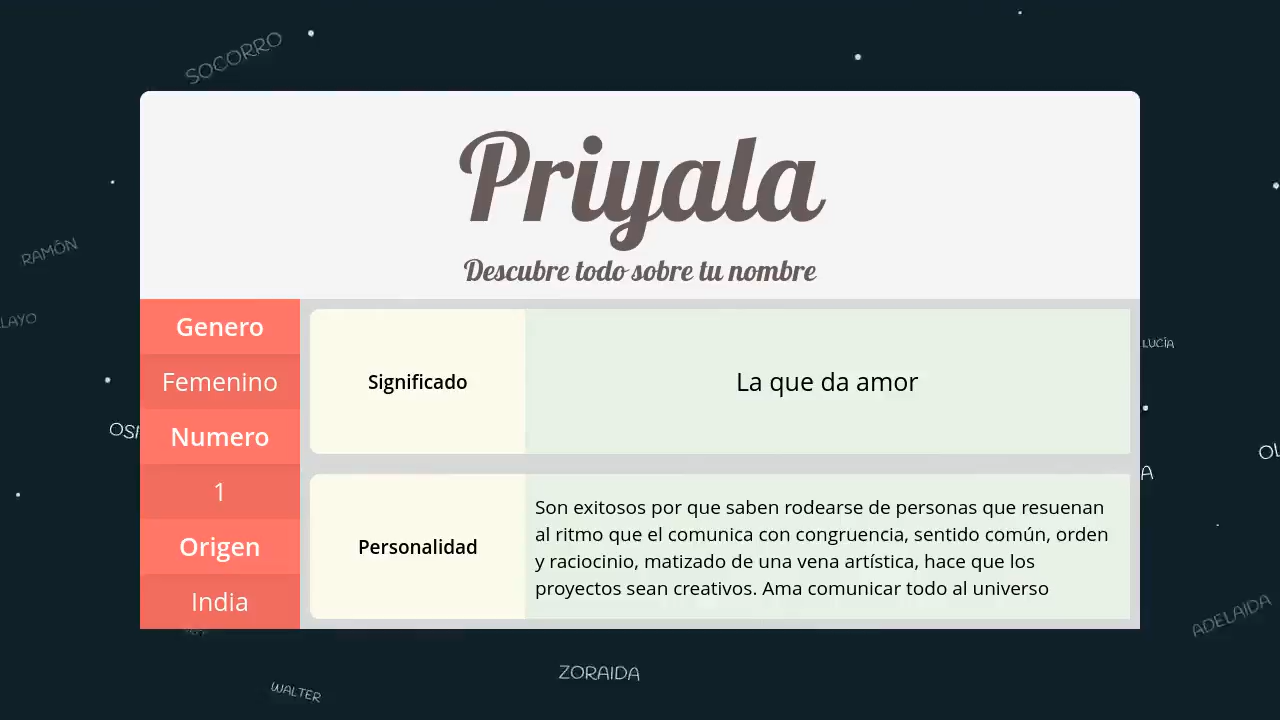 SOCORRO
RAMÓN
LAYO
Priyala
Descubre todo sobre tu nombre
Genero
Femenino
Numero
1
Origen
India
Significado
La que da amor
Personalidad
Son exitosos por que saben rodearse de personas que resuenan
al ritmo que el comunica con congruencia, sentido común, orden
y raciocinio, matizado de una vena artística, hace que los
proyectos sean creativos. Ama comunicar todo al universo
LUCÍA
A
ADELAIDA
ZORAIDA
WALTER